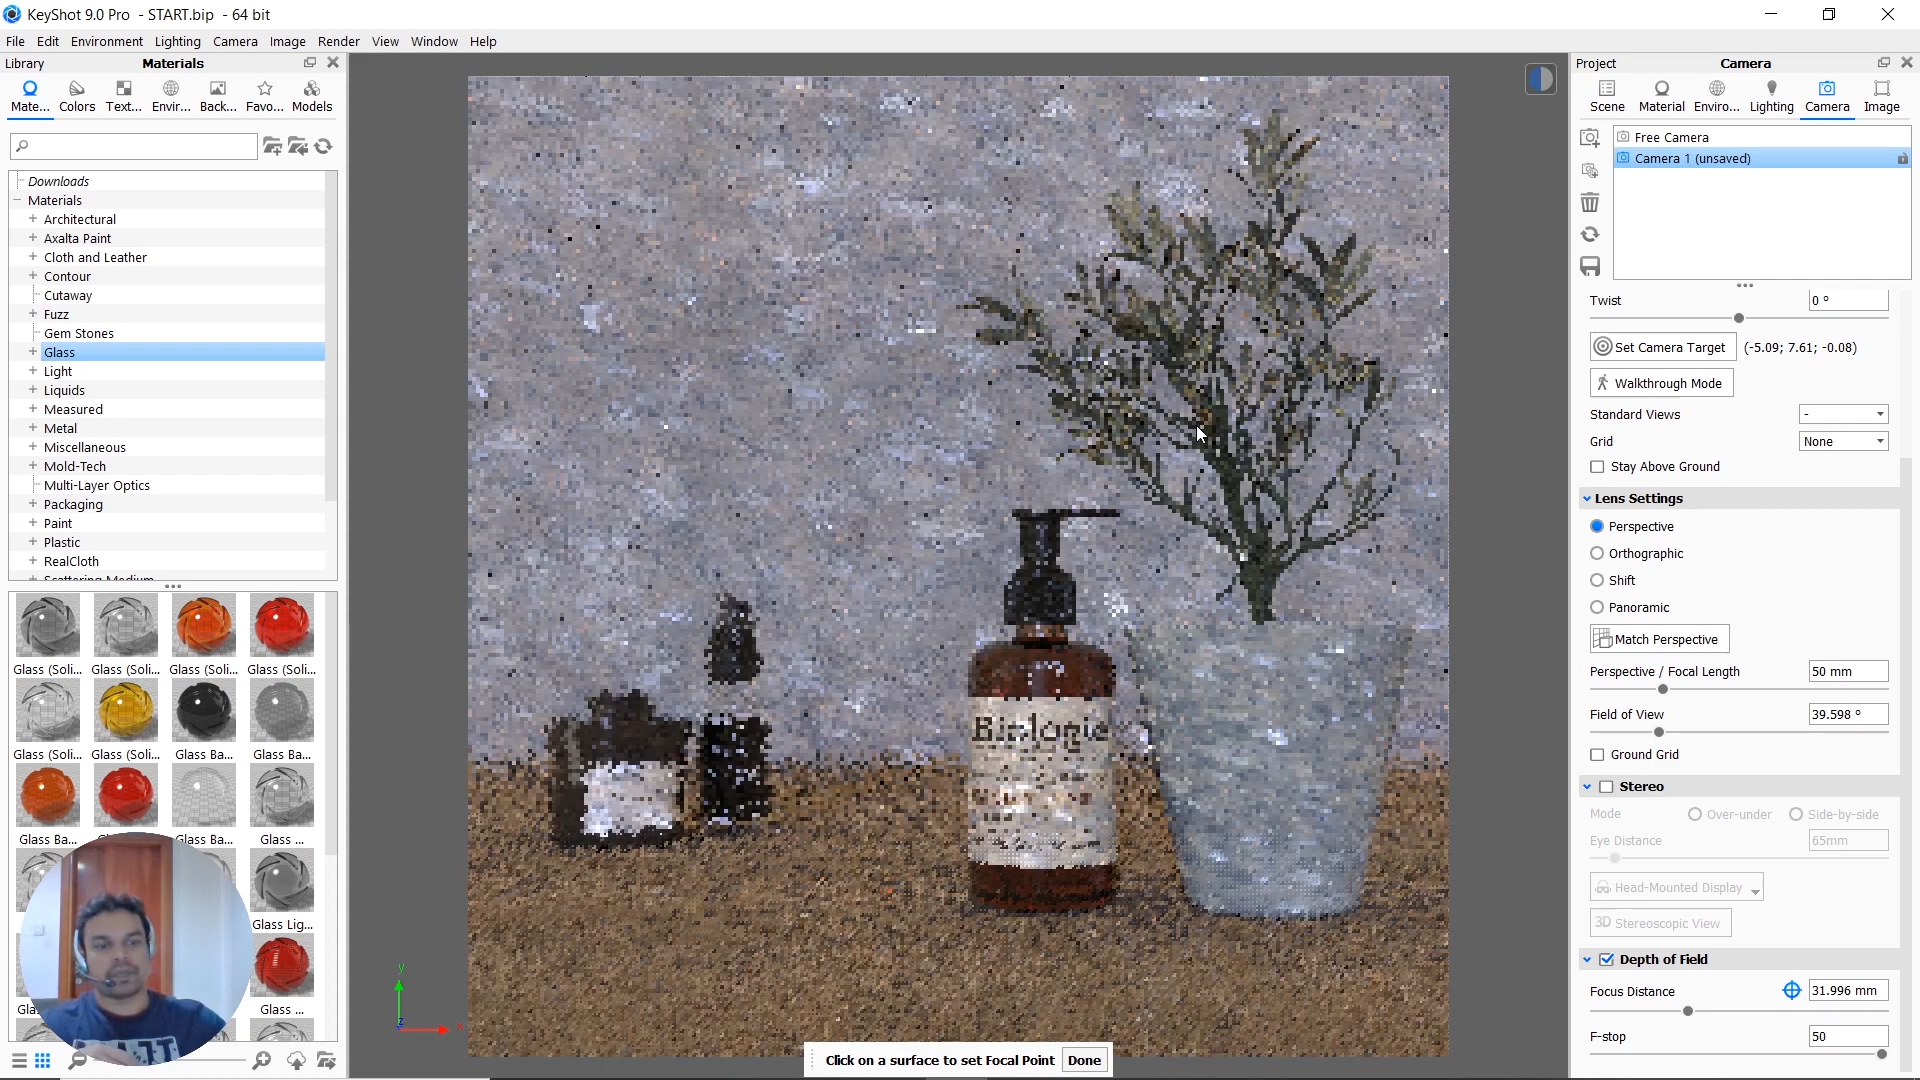 KeyShot 9.0 Pro - START.bip - 64 bit
File Edit Environment Lighting Camera Image Render View Window Help
Library Materials
Mate... Colors Text... Envir... Back... Favo... Models
Downloads
Materials
Architectural
Axalta Paint
Cloth and Leather
Contour
Cutaway
Fuzz
Gem Stones
Glass
Light
Liquids
Measured
Metal
Miscellaneous
Mold-Tech
Multi-Layer Optics
Packaging
Paint
Plastic
RealCloth
Scattering Medium
Glass (Soli... Glass (Soli... Glass (Soli... Glass (Soli...
Glass (Soli... Glass (Soli... Glass Ba... Glass Ba...
Glass Ba... Glass Ba... Glass ...
Glass Lig...
Glass ...
Biologie
y
z
x
Click on a surface to set Focal Point Done
Project Camera
Scene Material Enviro... Lighting Camera Image
Free Camera
Camera 1 (unsaved)
Twist 0 º
Set Camera Target (-5.09; 7.61; -0.08)
Walkthrough Mode
Standard Views -
Grid None
Stay Above Ground
Lens Settings
Perspective
Orthographic
Shift
Panoramic
Match Perspective
Perspective / Focal Length 50 mm
Field of View 39.598 º
Ground Grid
Stereo
Mode Over-under Side-by-side
Eye Distance 65mm
Head-Mounted Display
3D Stereoscopic View
Depth of Field
Focus Distance 31.996 mm
F-stop 50